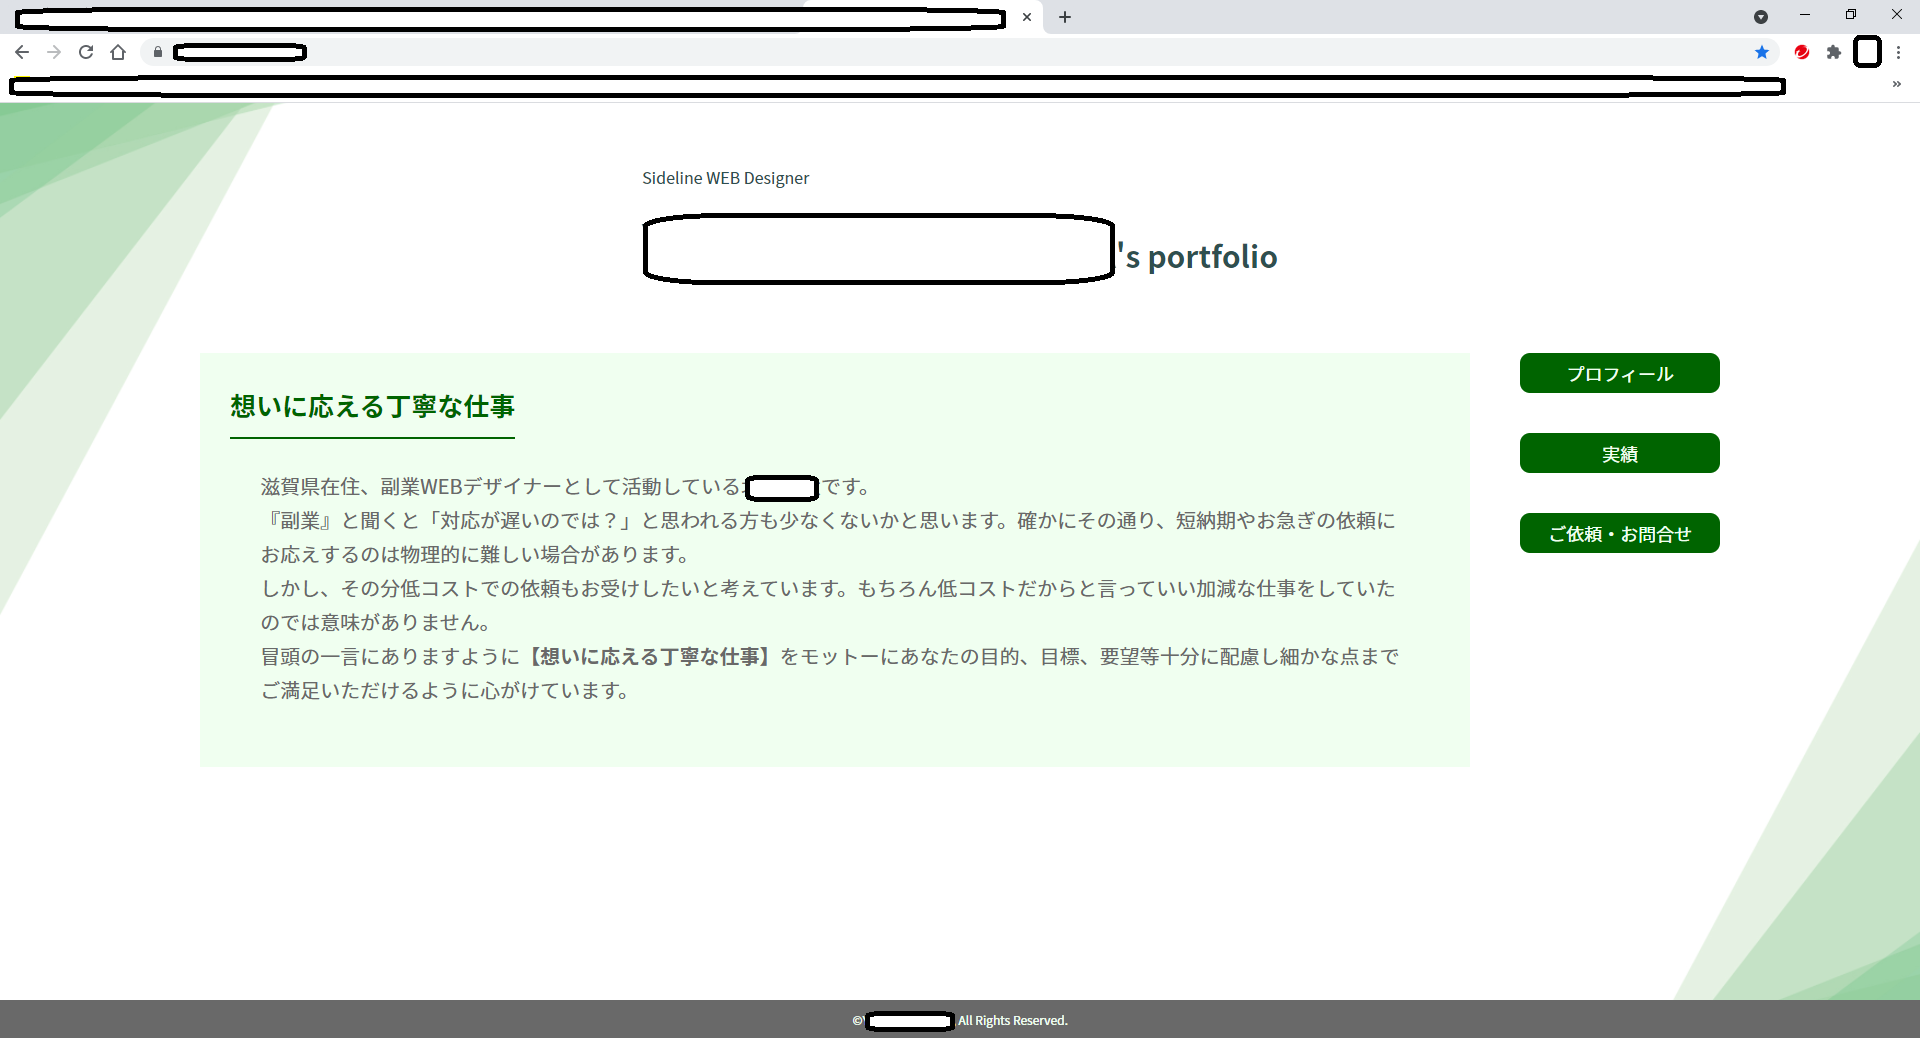 Sideline WEB Designer
's portfolio
想いに応える丁寧な仕事
滋賀県在住、副業WEBデザイナーとして活動している
です。
『副業』と聞くと「対応が遅いのでは？」と思われる方も少なくないかと思います。確かにその通り、短納期やお急ぎの依頼に
お応えするのは物理的に難しい場合があります。
しかし、その分低コストでの依頼もお受けしたいと考えています。もちろん低コストだからと言っていい加減な仕事をしていた
のでは意味がありません。
冒頭の一言にありますように【想いに応える丁寧な仕事】をモットーにあなたの目的、目標、要望等十分に配慮し細かな点まで
ご満足いただけるように心がけています。
プロフィール
実績
ご依頼・お問合せ
©
All Rights Reserved.